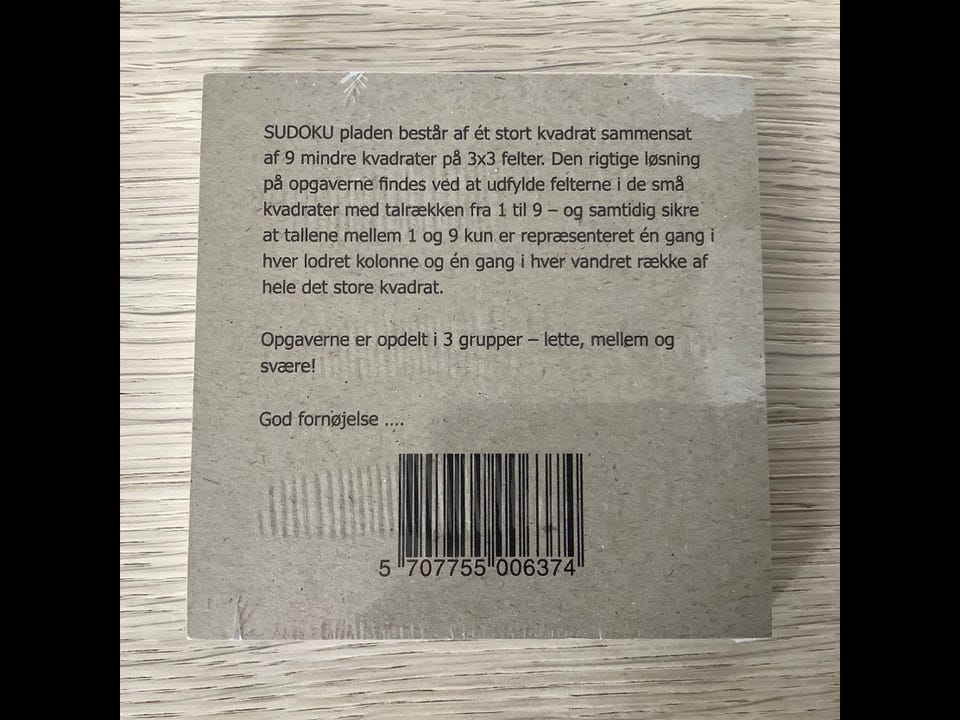 SUDOKU pladen består af ét stort kvadrat sammensat
af 9 mindre kvadrater på 3x3 felter. Den rigtige løsning
på opgaverne findes ved at udfylde felterne i de små
kvadrater med talrækken fra 1 til 9 – og samtidig sikre
at tallene mellem 1 og 9 kun er repræsenteret én gang i
hver lodret kolonne og én gang i hver vandret række af
hele det store kvadrat.
Opgaverne er opdelt i 3 grupper – lette, mellem og
svære!
God fornøjelse ....
5 707755 006374